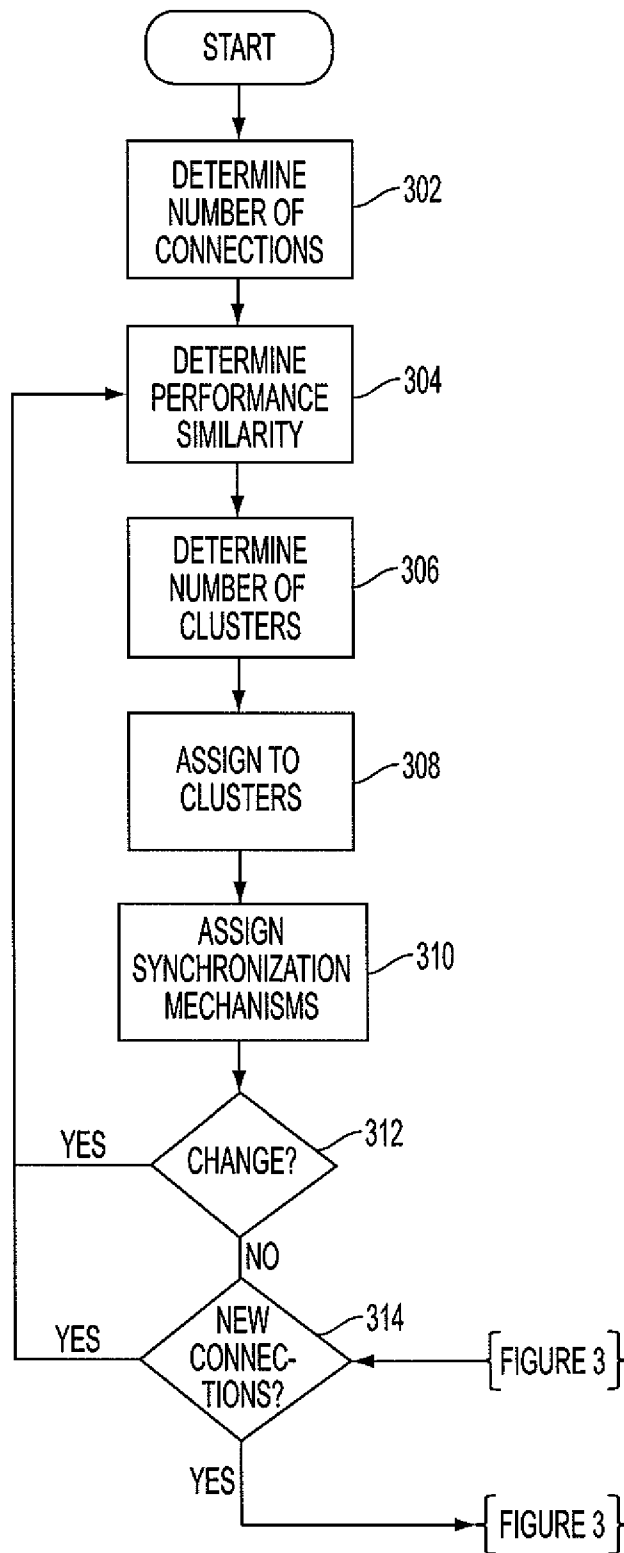 START
DETERMINE
NUMBER OF
CONNECTIONS
302
DETERMINE
PERFORMANCE
SIMILARITY
304
DETERMINE
NUMBER OF
CLUSTERS
306
ASSIGN TO
CLUSTERS
308
ASSIGN
SYNCHRONIZATION
MECHANISMS
310
CHANGE?
312
YES
NO
NEW
CONNEC-
TIONS?
314
YES
{FIGURE 3}
YES
{FIGURE 3}